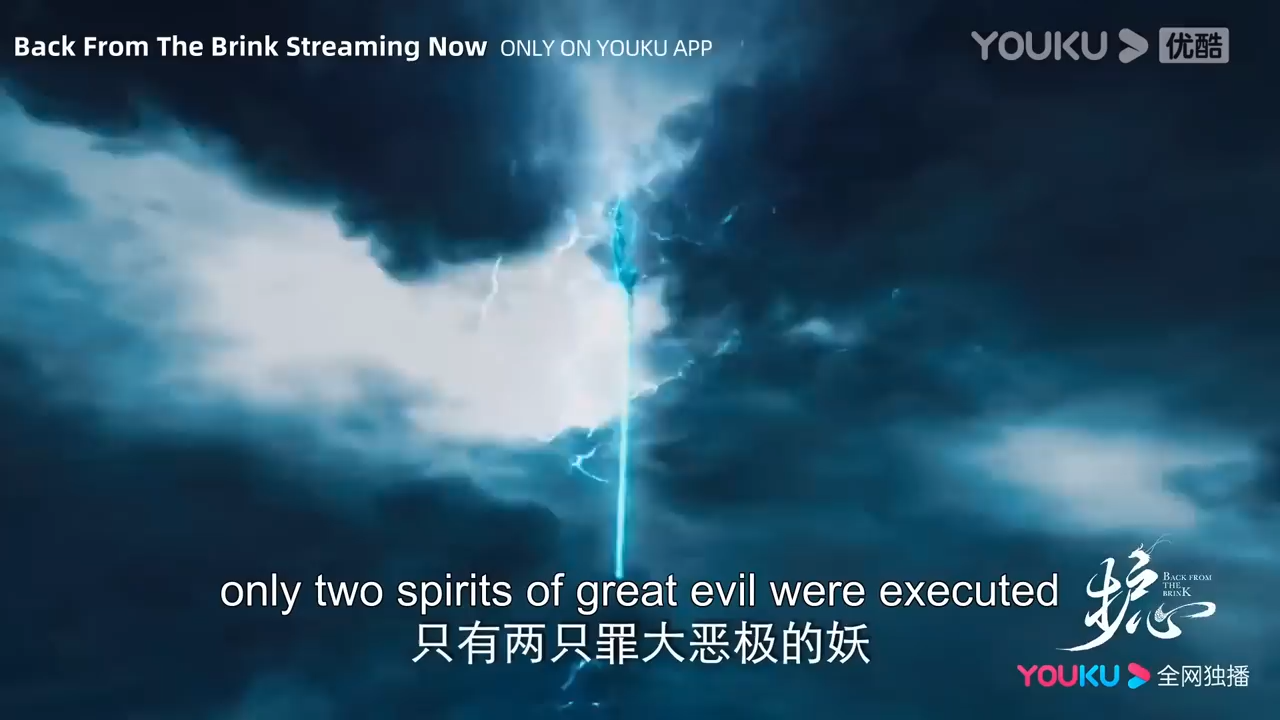 Back From The Brink Streaming Now ONLY ON YOUKU APP
YOUKU 优酷
only two spirits of great evil were executed
只有两只罪大恶极的妖
护心
BACK FROM
THE
BRINK
YOUKU 全网独播